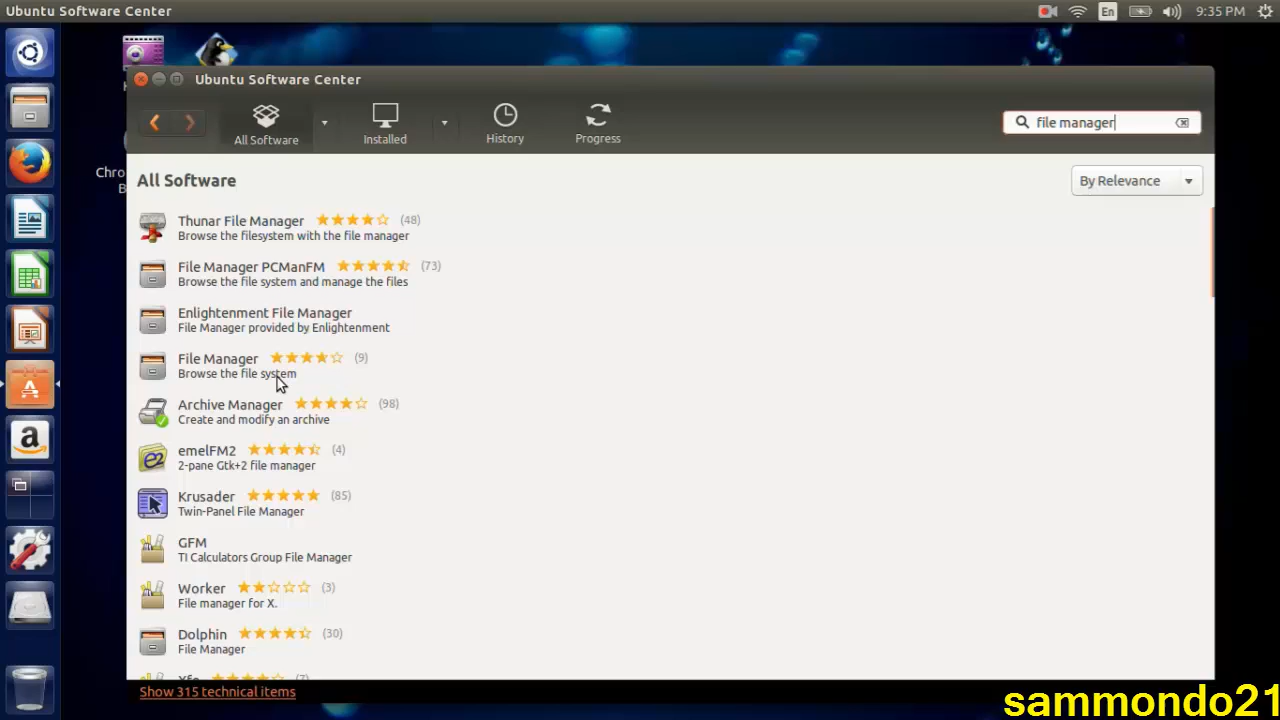 Ubuntu Software Center
En
9:35 PM
Ubuntu Software Center
All Software
Installed
History
Progress
file manager
All Software
By Relevance
Thunar File Manager (48)
Browse the filesystem with the file manager
File Manager PCManFM (73)
Browse the file system and manage the files
Enlightenment File Manager
File Manager provided by Enlightenment
File Manager (9)
Browse the file system
Archive Manager (98)
Create and modify an archive
emelFM2 (4)
2-pane Gtk+2 file manager
Krusader (85)
Twin-Panel File Manager
GFM
TI Calculators Group File Manager
Worker (3)
File manager for X.
Dolphin (30)
File Manager
Xfe (7)
Show 315 technical items
Chro
B
sammondo21